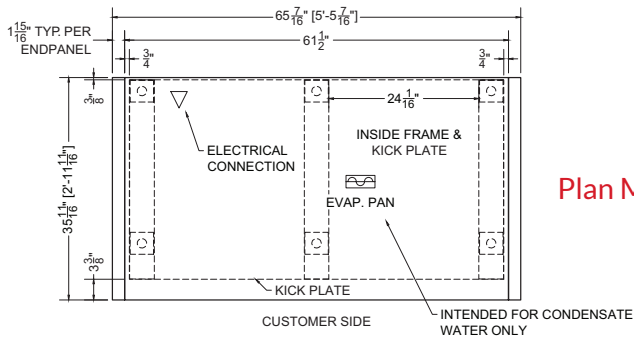 65 7/16" [5'-5 7/16"]
1 15/16" TYP. PER
ENDPANEL
61 1/2"
3/4"
3/4"
3/8"
24 1/16"
ELECTRICAL
CONNECTION
INSIDE FRAME &
KICK PLATE
EVAP. PAN
Plan
35 11/16" [2'-11 11/16"]
3 3/8"
KICK PLATE
CUSTOMER SIDE
INTENDED FOR CONDENSATE
WATER ONLY